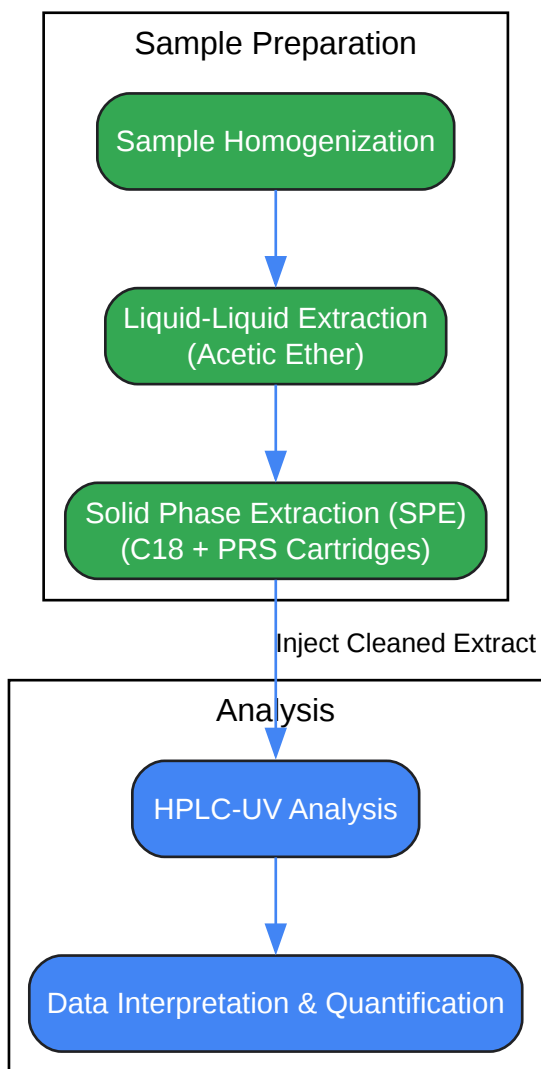 Sample Preparation
Sample Homogenization
Liquid-Liquid Extraction
(Acetic Ether)
Solid Phase Extraction (SPE)
(C18 + PRS Cartridges)
Inject Cleaned Extract
Analysis
HPLC-UV Analysis
Data Interpretation & Quantification